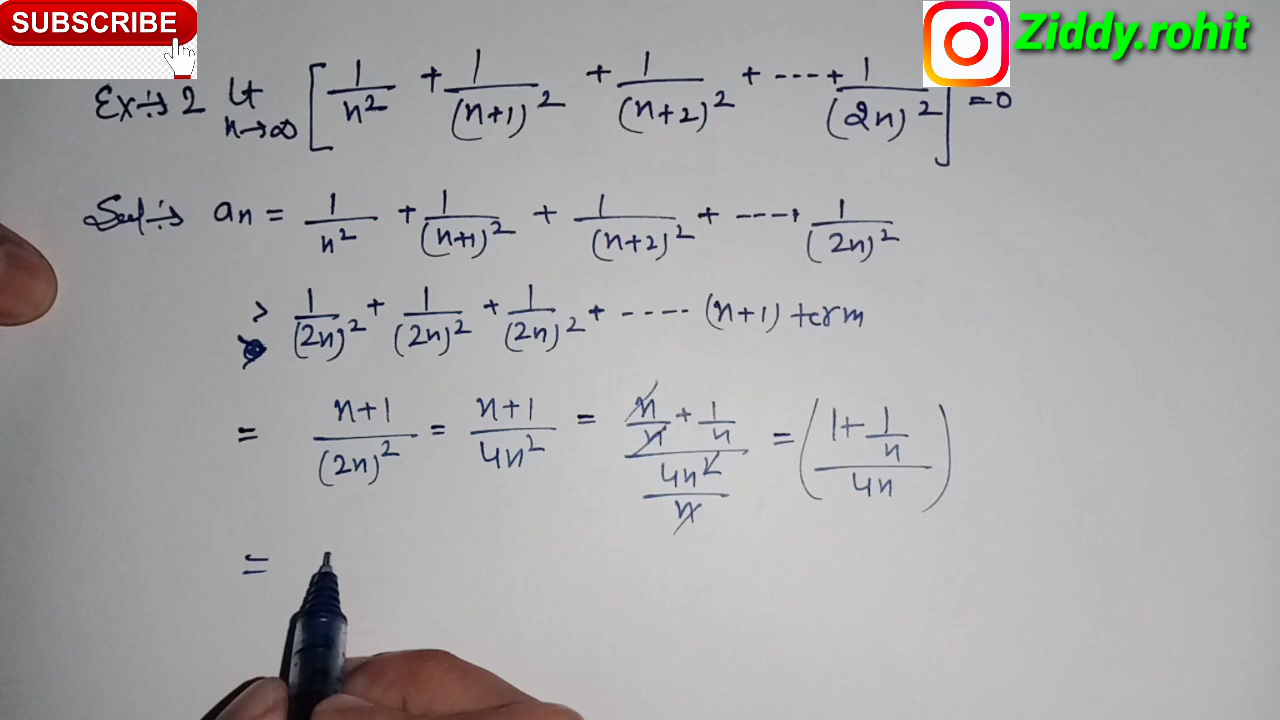 SUBSCRIBE
Ziddy.rohit
Ex:→ 2 Lt n→∞ [1/n² + 1/(n+1)² + 1/(n+2)² + ---+ 1/(2n)²] = 0
Sol:→ an = 1/n² + 1/(n+1)² + 1/(n+2)² + ---+ 1/(2n)²
> 1/(2n)² + 1/(2n)² + 1/(2n)² + ---- (n+1) term
= n+1/(2n)² = n+1/4n² = (n/n + 1/n)/(4n²/n) = ((1+1/n)/4n)
=